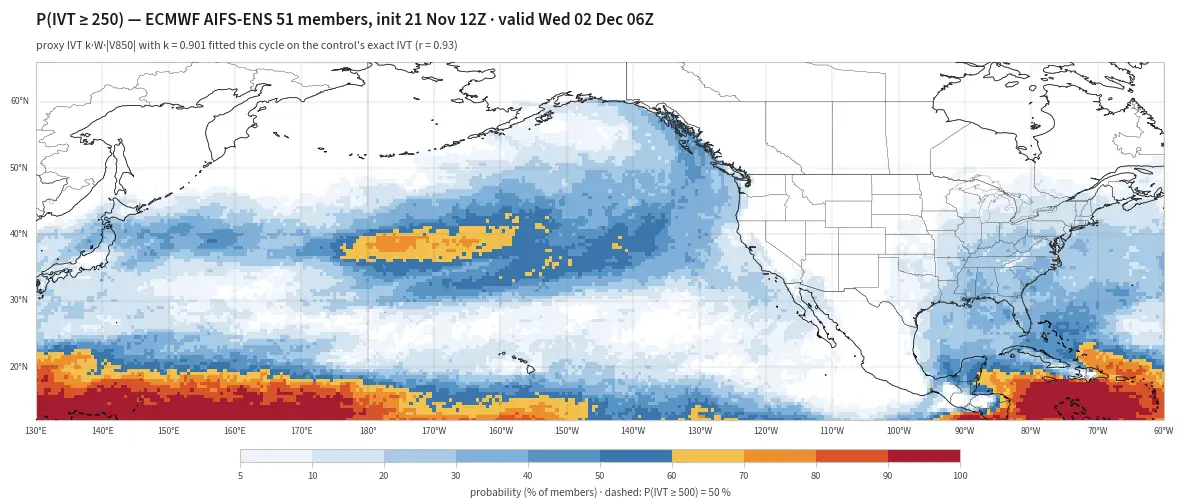 P(IVT ≥ 250) — ECMWF AIFS-ENS 51 members, init 21 Nov 12Z · valid Wed 02 Dec 06Z
proxy IVT k·W·|V850| with k = 0.901 fitted this cycle on the control's exact IVT (r = 0.93)
60°N
50°N
40°N
30°N
20°N
130°E 140°E 150°E 160°E 170°E 180° 170°W 160°W 150°W 140°W 130°W 120°W 110°W 100°W 90°W 80°W 70°W 60°W
5 10 20 30 40 50 60 70 80 90 100
probability (% of members) · dashed: P(IVT ≥ 500) = 50 %